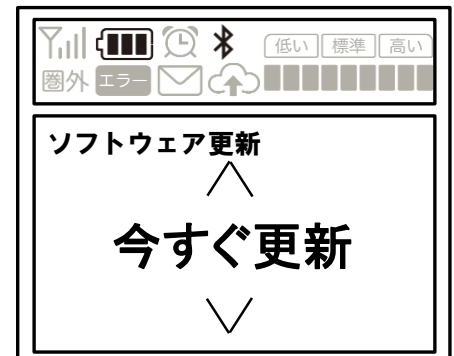 低い 標準 高い
圏外 エラー
ソフトウェア更新
今すぐ更新